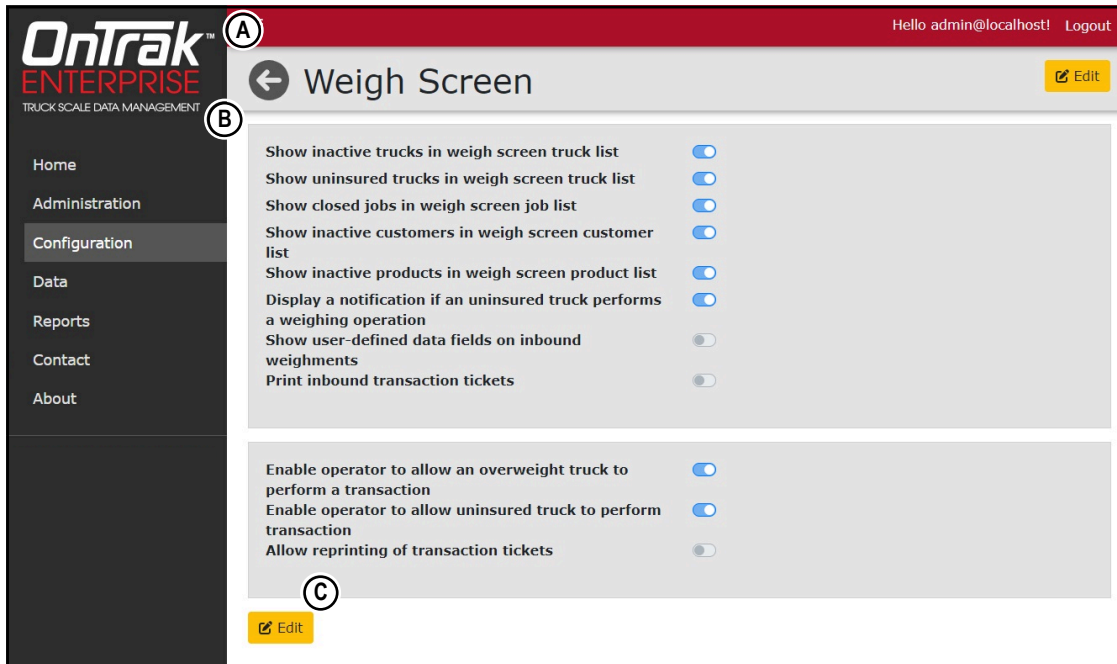 OnTrak™
ENTERPRISE
TRUCK SCALE DATA MANAGEMENT
Home
Administration
Configuration
Data
Reports
Contact
About
A
Hello admin@localhost! Logout
Weigh Screen
Edit
B
Show inactive trucks in weigh screen truck list
Show uninsured trucks in weigh screen truck list
Show closed jobs in weigh screen job list
Show inactive customers in weigh screen customer
list
Show inactive products in weigh screen product list
Display a notification if an uninsured truck performs
a weighing operation
Show user-defined data fields on inbound
weighments
Print inbound transaction tickets
Enable operator to allow an overweight truck to
perform a transaction
Enable operator to allow uninsured truck to perform
transaction
Allow reprinting of transaction tickets
C
Edit